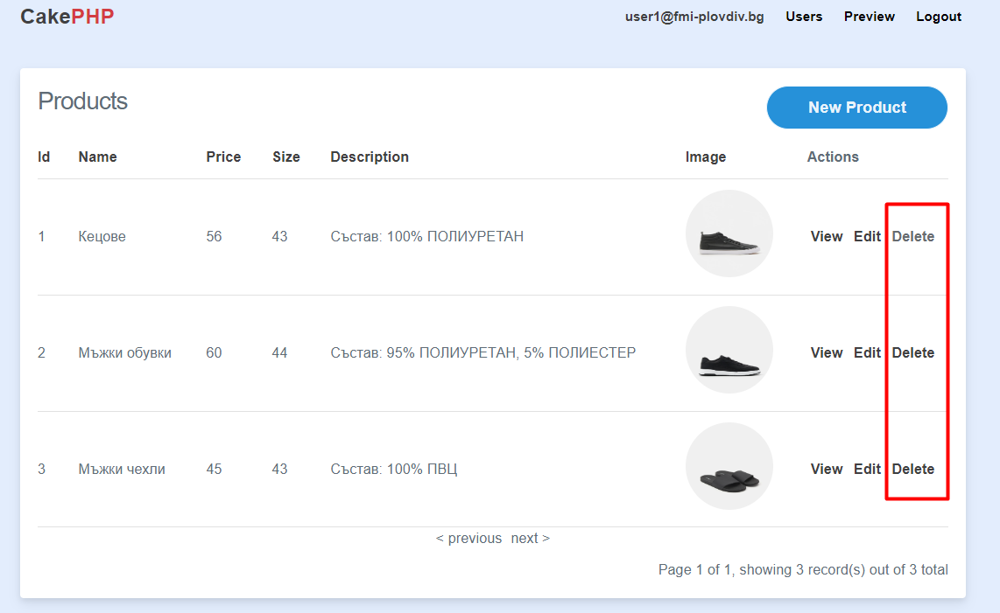 CakePHP user1@fmi-plovdiv.bg Users Preview Logout
Products New Product
Id Name Price Size Description Image Actions
1 Кецове 56 43 Състав: 100% ПОЛИУРЕТАН View Edit Delete
2 Мъжки обувки 60 44 Състав: 95% ПОЛИУРЕТАН, 5% ПОЛИЕСТЕР View Edit Delete
3 Мъжки чехли 45 43 Състав: 100% ПВЦ View Edit Delete
< previous next >
Page 1 of 1, showing 3 record(s) out of 3 total